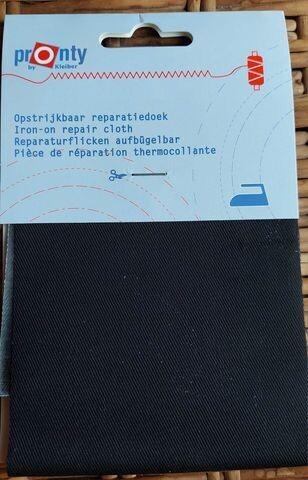 pronty
by Kleiber
Opstrijkbaar reparatiedoek
Iron-on repair cloth
Reparaturflicken aufbügelbar
Pièce de réparation thermocollante